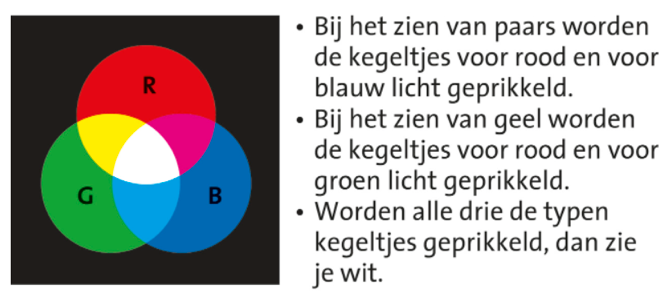 R
G
B
• Bij het zien van paars worden
de kegeltjes voor rood en voor
blauw licht geprikkeld.
• Bij het zien van geel worden
de kegeltjes voor rood en voor
groen licht geprikkeld.
• Worden alle drie de typen
kegeltjes geprikkeld, dan zie
je wit.